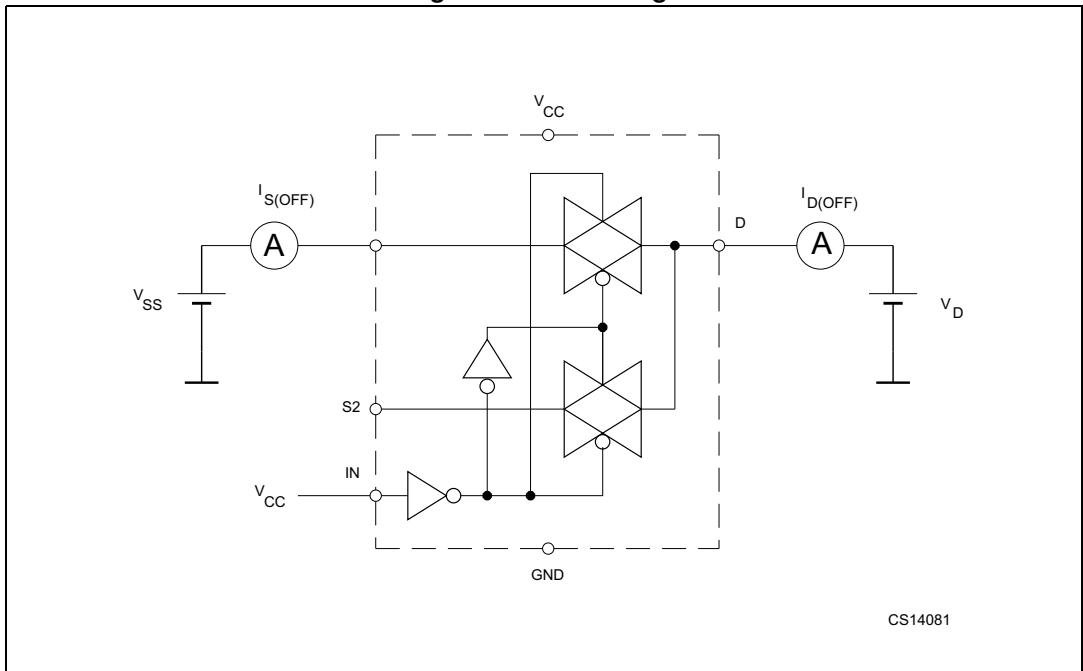 V CC
I S(OFF)
I D(OFF)
D
A
A
V SS
V D
S2
IN
V CC
GND
CS14081